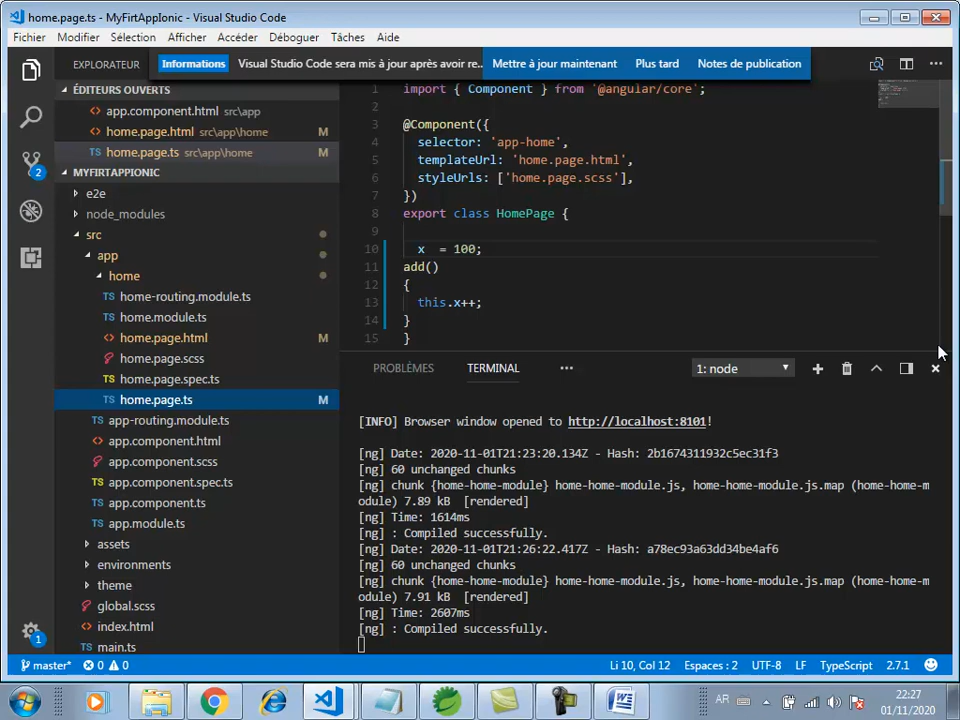 home.page.ts - MyFirtAppIonic - Visual Studio Code
Fichier Modifier Sélection Afficher Accéder Déboguer Tâches Aide
EXPLORATEUR
Informations Visual Studio Code sera mis à jour après avoir re... Mettre à jour maintenant Plus tard Notes de publication
ÉDITEURS OUVERTS
<> app.component.html src\app
<> home.page.html src\app\home M
TS home.page.ts src\app\home M
MYFIRTAPPIONIC
e2e
node_modules
src
app
home
TS home-routing.module.ts
TS home.module.ts
<> home.page.html M
home.page.scss
TS home.page.spec.ts
TS home.page.ts M
TS app-routing.module.ts
<> app.component.html
app.component.scss
TS app.component.spec.ts
TS app.component.ts
TS app.module.ts
assets
environments
theme
global.scss
<> index.html
TS main.ts
2
1
1 import { Component } from '@angular/core';
2
3 @Component({
4 selector: 'app-home',
5 templateUrl: 'home.page.html',
6 styleUrls: ['home.page.scss'],
7 })
8 export class HomePage {
9
10 x = 100;
11 add()
12 {
13 this.x++;
14 }
15 }
PROBLÈMES TERMINAL ... 1: node
[INFO] Browser window opened to http://localhost:8101!
[ng] Date: 2020-11-01T21:23:20.134Z - Hash: 2b1674311932c5ec31f3
[ng] 60 unchanged chunks
[ng] chunk {home-home-module} home-home-module.js, home-home-module.js.map (home-home-m
odule) 7.89 kB [rendered]
[ng] Time: 1614ms
[ng] : Compiled successfully.
[ng] Date: 2020-11-01T21:26:22.417Z - Hash: a78ec93a63dd34be4af6
[ng] 60 unchanged chunks
[ng] chunk {home-home-module} home-home-module.js, home-home-module.js.map (home-home-m
odule) 7.91 kB [rendered]
[ng] Time: 2607ms
[ng] : Compiled successfully.
master* 0 0 Li 10, Col 12 Espaces : 2 UTF-8 LF TypeScript 2.7.1
AR 22:27
01/11/2020